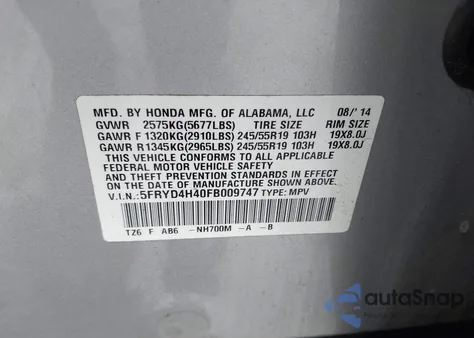 MFD. BY HONDA MFG. OF ALABAMA, LLC 08/'14
GVWR 2575KG(5677LBS) TIRE SIZE RIM SIZE
GAWR F 1320KG(2910LBS) 245/55R19 103H 19X8.0J
GAWR R 1345KG(2965LBS) 245/55R19 103H 19X8.0J
THIS VEHICLE CONFORMS TO ALL APPLICABLE
FEDERAL MOTOR VEHICLE SAFETY, BUMPER,
AND THEFT PREVENTION STANDARDS IN EFFECT
ON THE DATE OF MANUFACTURE SHOWN ABOVE.
V.I.N.: 5FRYD4H40FB009747 TYPE: MPV
TZ6 F AB6 -NH700M -A -B
autoSnap